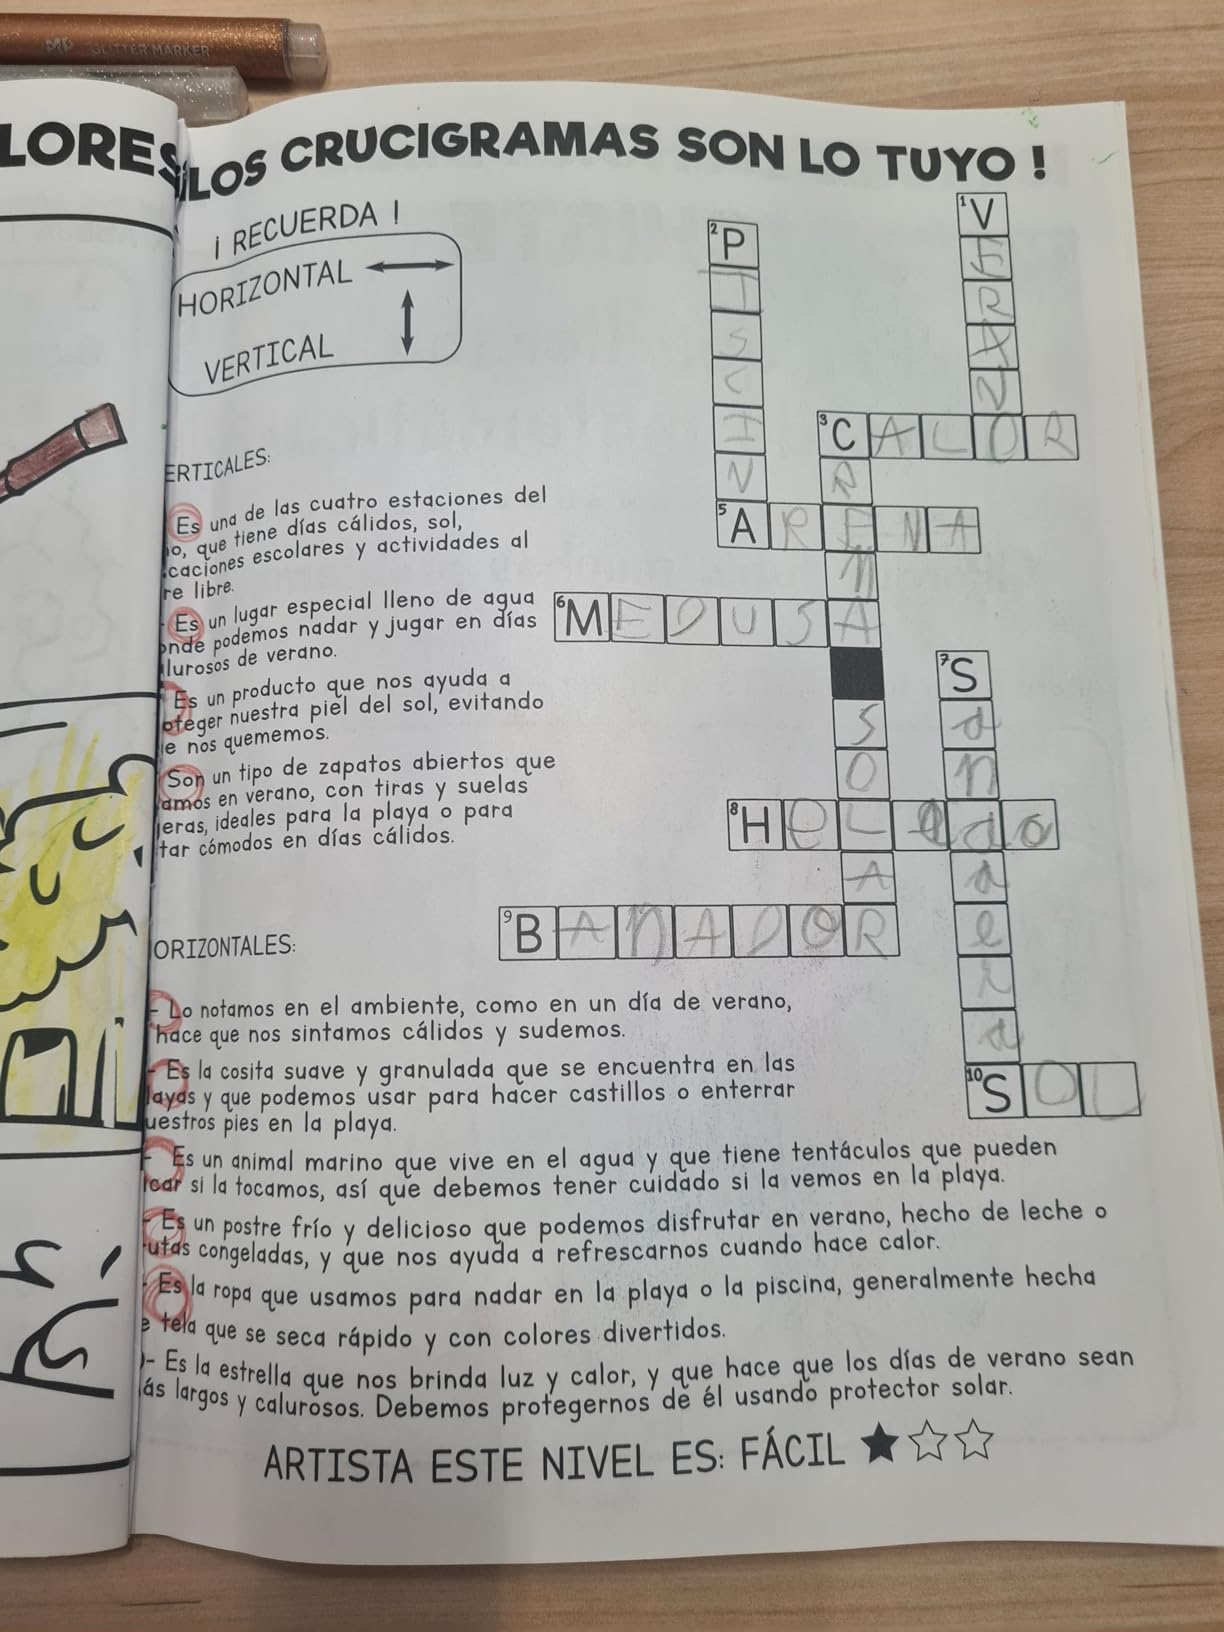 MP GLITTER MARKER
LORES
¡LOS CRUCIGRAMAS SON LO TUYO !
¡ RECUERDA !
HORIZONTAL
VERTICAL
1 V
E
R
A
N
2 P
I
S
C
I
N
3 C A L O R
R
5 A R E N A
M
6 M E D U S A
7 S
a
n
S
O
8 H e L a d o
A
a
l
i
a
9 B A N A D O R
10 S O L
ERTICALES:
Es una de las cuatro estaciones del
o, que tiene días cálidos, sol,
caciones escolares y actividades al
re libre.
- Es un lugar especial lleno de agua
onde podemos nadar y jugar en días
lurosos de verano.
Es un producto que nos ayuda a
oteger nuestra piel del sol, evitando
e nos quememos.
Son un tipo de zapatos abiertos que
amos en verano, con tiras y suelas
jeras, ideales para la playa o para
tar cómodos en días cálidos.
ORIZONTALES:
- Lo notamos en el ambiente, como en un día de verano,
hace que nos sintamos cálidos y sudemos.
- Es la cosita suave y granulada que se encuentra en las
layas y que podemos usar para hacer castillos o enterrar
uestros pies en la playa.
- Es un animal marino que vive en el agua y que tiene tentáculos que pueden
icar si la tocamos, así que debemos tener cuidado si la vemos en la playa.
- Es un postre frío y delicioso que podemos disfrutar en verano, hecho de leche o
utas congeladas, y que nos ayuda a refrescarnos cuando hace calor.
- Es la ropa que usamos para nadar en la playa o la piscina, generalmente hecha
e tela que se seca rápido y con colores divertidos.
)- Es la estrella que nos brinda luz y calor, y que hace que los días de verano sean
ás largos y calurosos. Debemos protegernos de él usando protector solar.
ARTISTA ESTE NIVEL ES: FÁCIL